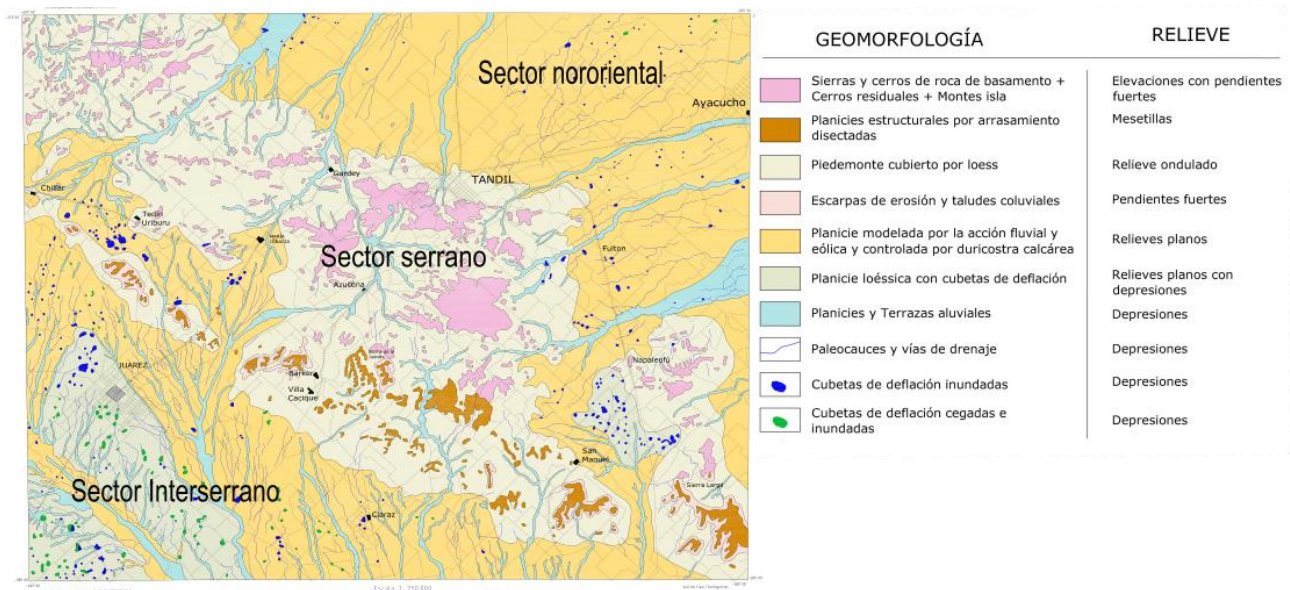 Sector nororiental
Ayacucho
TANDIL
Gardey
Chillar
Tedín
Uriburu
Sector serrano
Fulton
Azucena
JUAREZ
Napaleofú
Barker
Villa
Cacique
San
Manuel
Sierra Larga
Sector Interserrano
Claraz
GEOMORFOLOGÍA
RELIEVE
Sierras y cerros de roca de basamento +
Cerros residuales + Montes isla
Elevaciones con pendientes
fuertes
Planicies estructurales por arrasamiento
disectadas
Mesetillas
Piedemonte cubierto por loess
Relieve ondulado
Escarpas de erosión y taludes coluviales
Pendientes fuertes
Planicie modelada por la acción fluvial y
eólica y controlada por duricostra calcárea
Relieves planos
Planicie loéssica con cubetas de deflación
Relieves planos con
depresiones
Planicies y Terrazas aluviales
Depresiones
Paleocauces y vías de drenaje
Depresiones
Cubetas de deflación inundadas
Depresiones
Cubetas de deflación cegadas e
inundadas
Depresiones